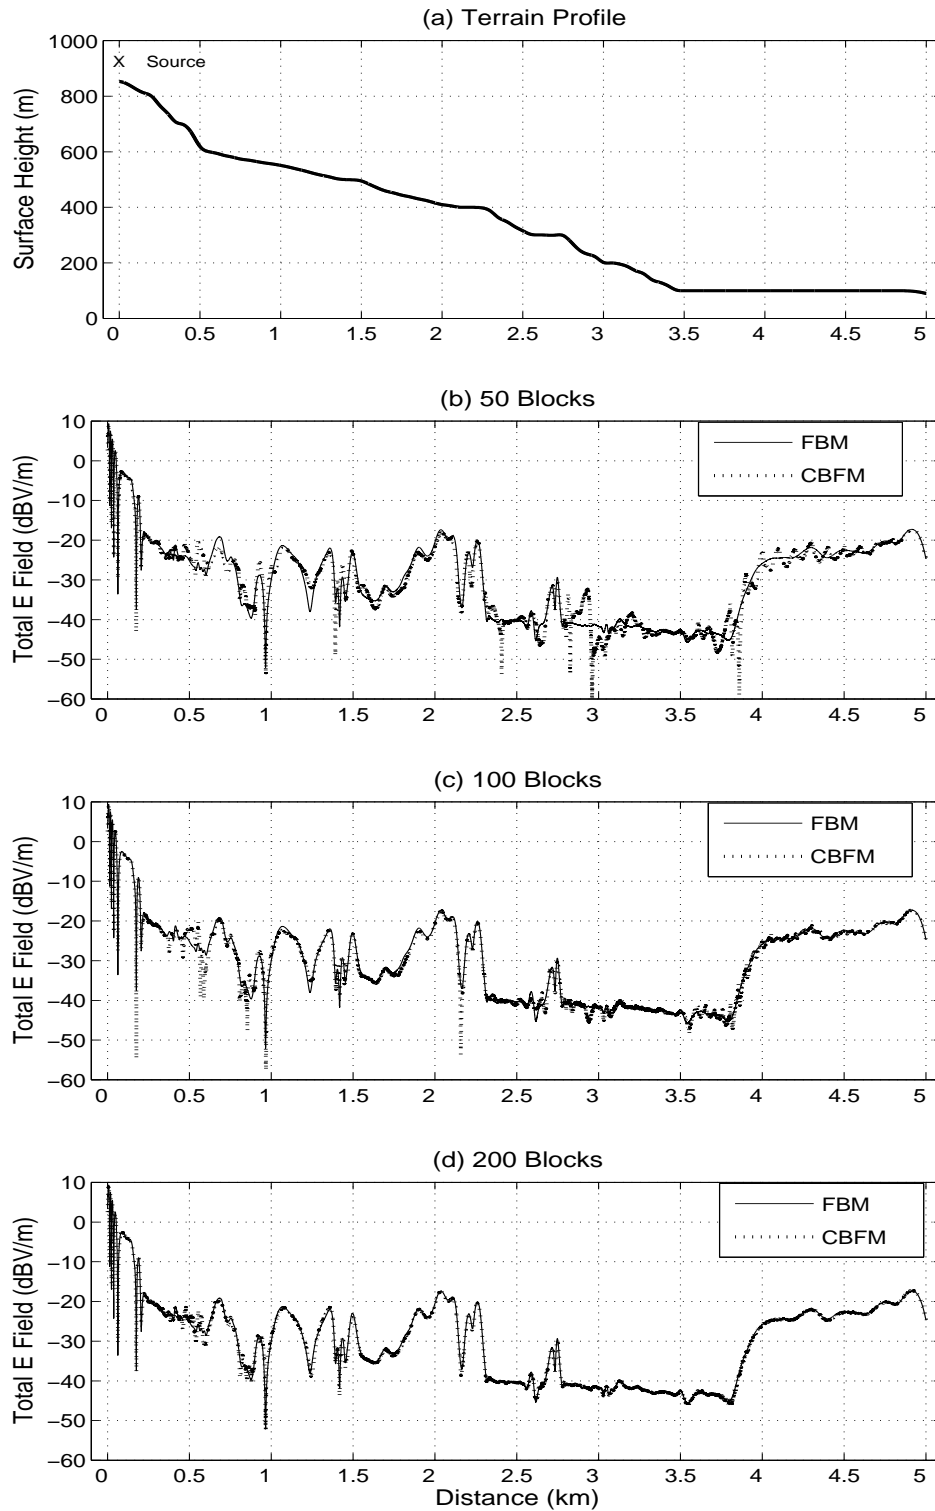 (a) Terrain Profile
1000
800
600
400
200
0
Surface Height (m)
X Source
0 0.5 1 1.5 2 2.5 3 3.5 4 4.5 5
(b) 50 Blocks
10
0
−10
−20
−30
−40
−50
−60
Total E Field (dBV/m)
FBM
CBFM
0 0.5 1 1.5 2 2.5 3 3.5 4 4.5 5
(c) 100 Blocks
10
0
−10
−20
−30
−40
−50
−60
Total E Field (dBV/m)
FBM
CBFM
0 0.5 1 1.5 2 2.5 3 3.5 4 4.5 5
(d) 200 Blocks
10
0
−10
−20
−30
−40
−50
−60
Total E Field (dBV/m)
FBM
CBFM
0 0.5 1 1.5 2 2.5 3 3.5 4 4.5 5
Distance (km)